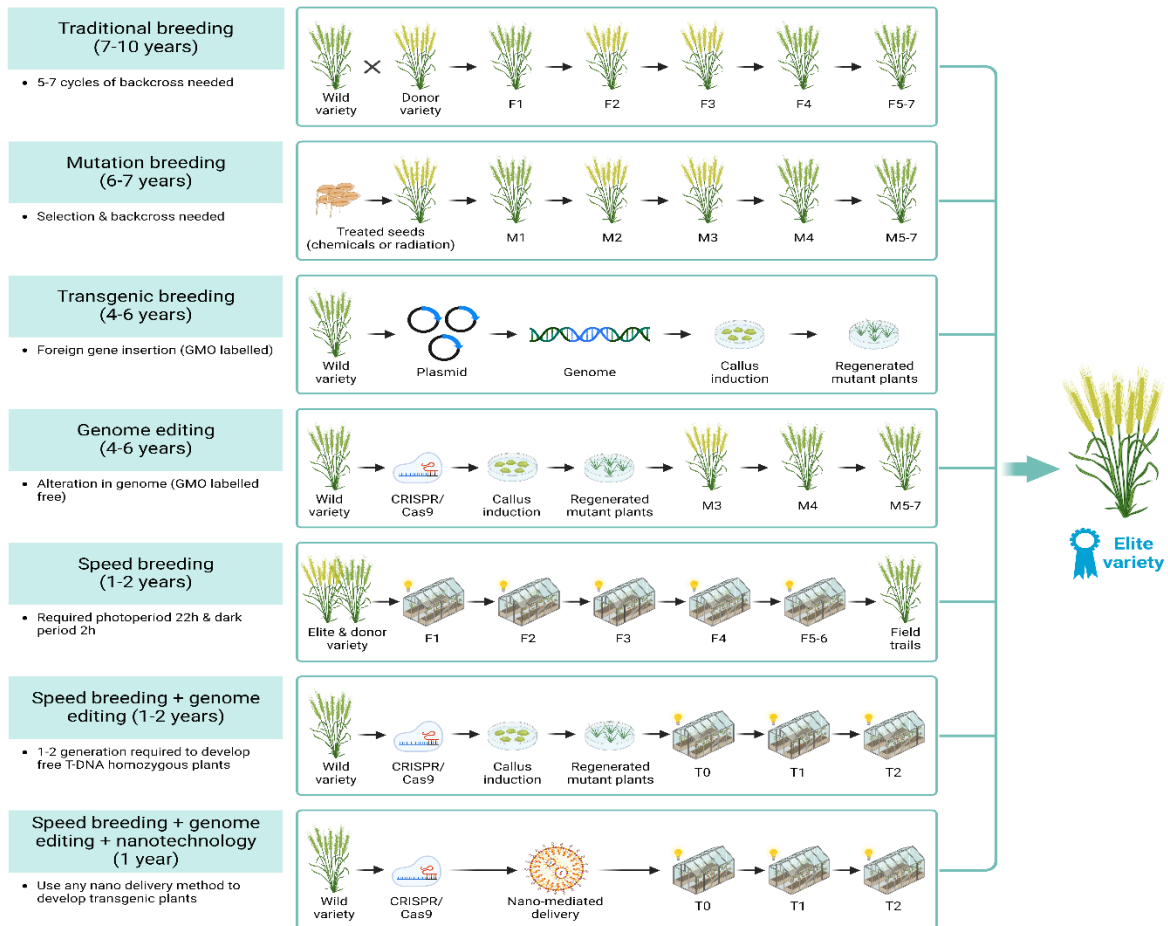 Traditional breeding
(7-10 years)
• 5-7 cycles of backcross needed
Wild
variety
Donor
variety
F1
F2
F3
F4
F5-7
Mutation breeding
(6-7 years)
• Selection & backcross needed
Treated seeds
(chemicals or radiation)
M1
M2
M3
M4
M5-7
Transgenic breeding
(4-6 years)
• Foreign gene insertion (GMO labelled)
Wild
variety
Plasmid
Genome
Callus
induction
Regenerated
mutant plants
Genome editing
(4-6 years)
• Alteration in genome (GMO labelled
free)
Wild
variety
CRISPR/
Cas9
Callus
induction
Regenerated
mutant plants
M3
M4
M5-7
Speed breeding
(1-2 years)
• Required photoperiod 22h & dark
period 2h
Elite & donor
variety
F1
F2
F3
F4
F5-6
Field
trails
Speed breeding + genome
editing (1-2 years)
• 1-2 generation required to develop
free T-DNA homozygous plants
Wild
variety
CRISPR/
Cas9
Callus
induction
Regenerated
mutant plants
T0
T1
T2
Speed breeding + genome
editing + nanotechnology
(1 year)
• Use any nano delivery method to
develop transgenic plants
Wild
variety
CRISPR/
Cas9
Nano-mediated
delivery
T0
T1
T2
Elite
variety